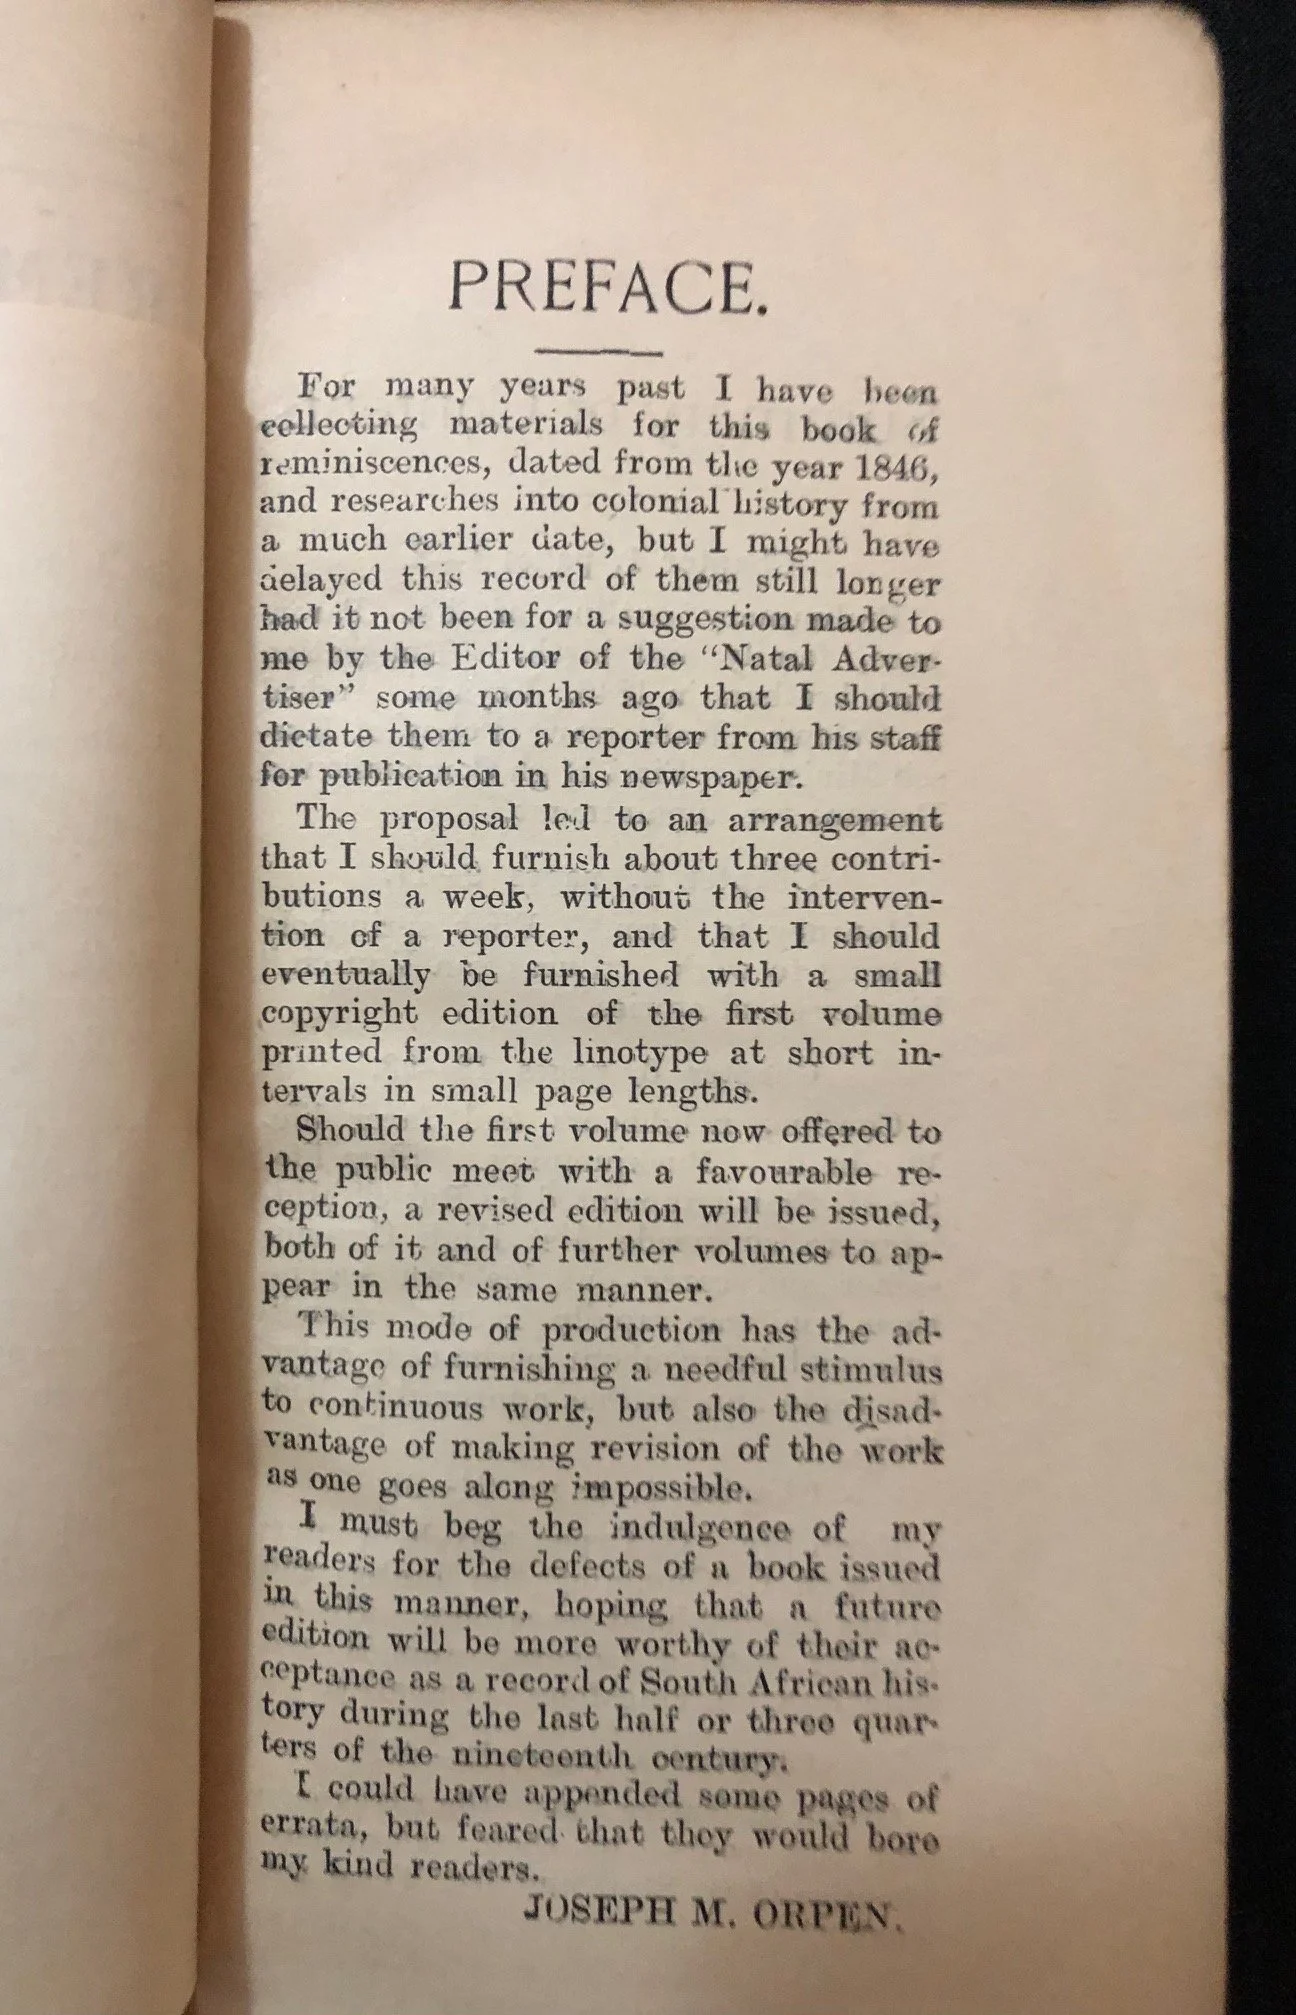 PREFACE.
For many years past I have been
collecting materials for this book of
reminiscences, dated from the year 1846,
and researches into colonial history from
a much earlier date, but I might have
delayed this record of them still longer
had it not been for a suggestion made to
me by the Editor of the “Natal Adver-
tiser” some months ago that I should
dictate them to a reporter from his staff
for publication in his newspaper.
The proposal led to an arrangement
that I should furnish about three contri-
butions a week, without the interven-
tion of a reporter, and that I should
eventually be furnished with a small
copyright edition of the first volume
printed from the linotype at short in-
tervals in small page lengths.
Should the first volume now offered to
the public meet with a favourable re-
ception, a revised edition will be issued,
both of it and of further volumes to ap-
pear in the same manner.
This mode of production has the ad-
vantage of furnishing a needful stimulus
to continuous work, but also the disad-
vantage of making revision of the work
as one goes along impossible.
I must beg the indulgence of my
readers for the defects of a book issued
in this manner, hoping that a future
edition will be more worthy of their ac-
ceptance as a record of South African his-
tory during the last half or three quar-
ters of the nineteenth century.
I could have appended some pages of
errata, but feared that they would bore
my kind readers.
JOSEPH M. ORPEN.